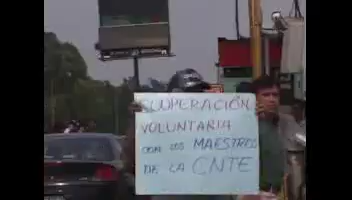 COOPERACIÓN
VOLUNTARIA
CON LOS MAESTROS
DE LA CNTE